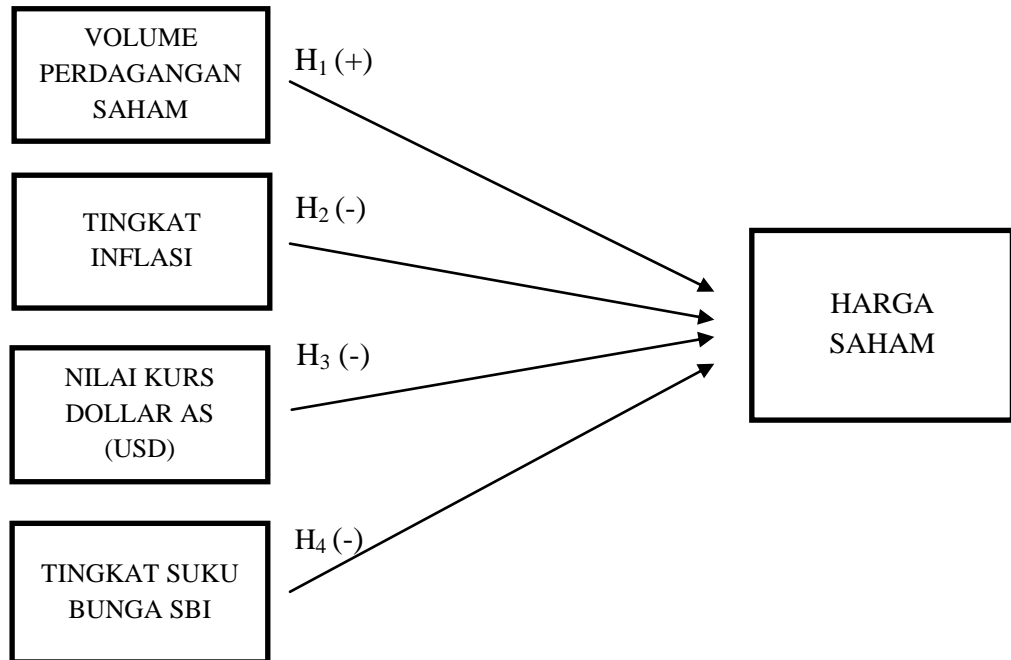 VOLUME
PERDAGANGAN
SAHAM
H₁ (+)
TINGKAT
INFLASI
H₂ (-)
NILAI KURS
DOLLAR AS
(USD)
H₃ (-)
TINGKAT SUKU
BUNGA SBI
H₄ (-)
HARGA
SAHAM